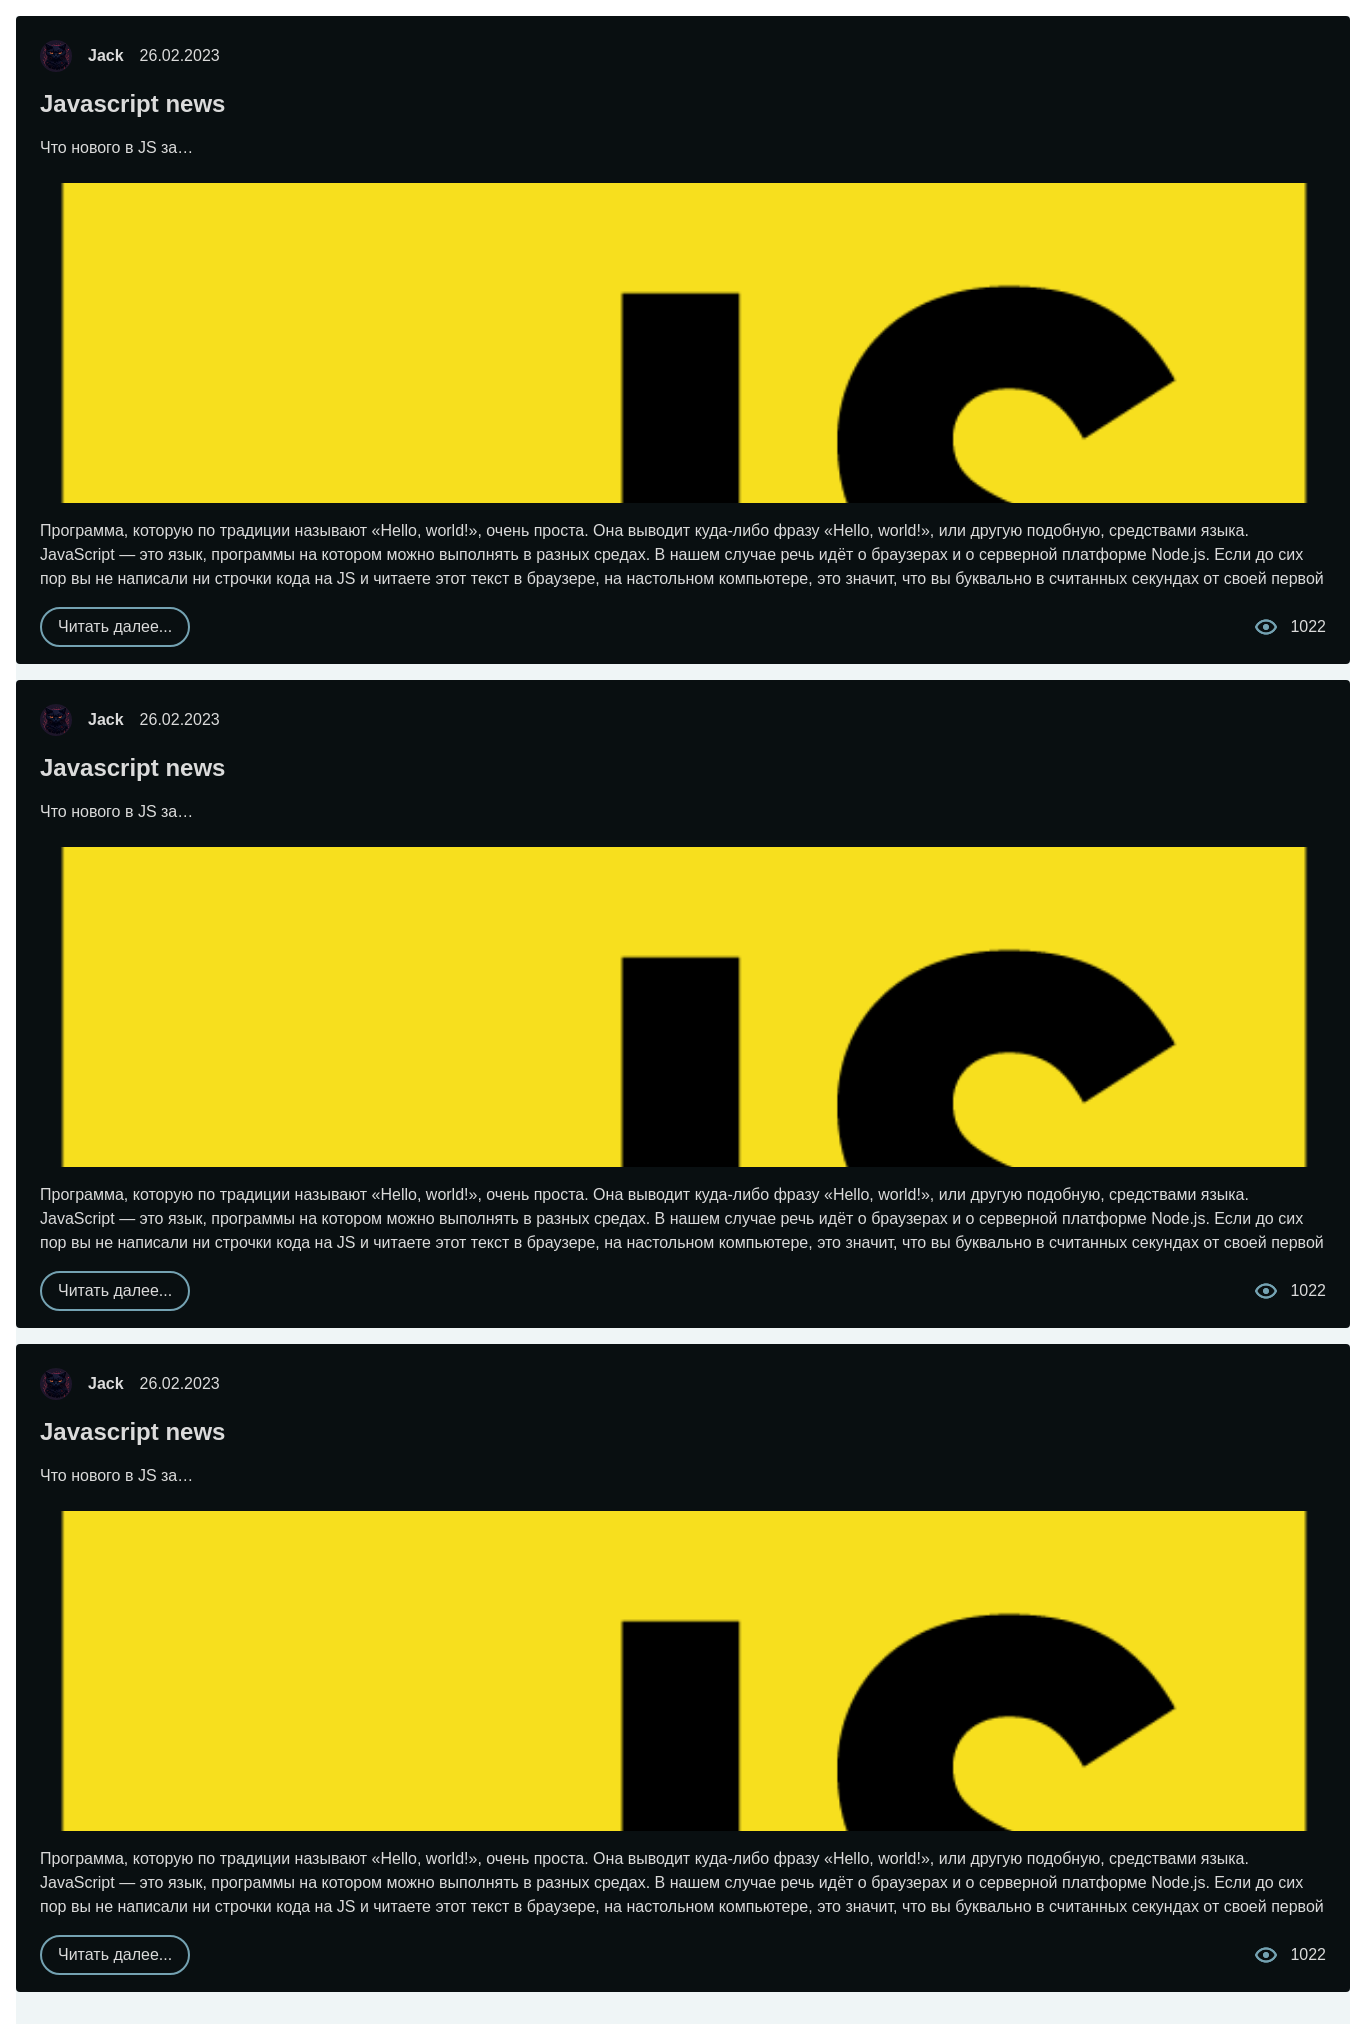 Jack 26.02.2023
Javascript news
Что нового в JS за…
JS
Программа, которую по традиции называют «Hello, world!», очень проста. Она выводит куда-либо фразу «Hello, world!», или другую подобную, средствами языка.
JavaScript — это язык, программы на котором можно выполнять в разных средах. В нашем случае речь идёт о браузерах и о серверной платформе Node.js. Если до сих
пор вы не написали ни строчки кода на JS и читаете этот текст в браузере, на настольном компьютере, это значит, что вы буквально в считанных секундах от своей первой
Читать далее... 1022
Jack 26.02.2023
Javascript news
Что нового в JS за…
JS
Программа, которую по традиции называют «Hello, world!», очень проста. Она выводит куда-либо фразу «Hello, world!», или другую подобную, средствами языка.
JavaScript — это язык, программы на котором можно выполнять в разных средах. В нашем случае речь идёт о браузерах и о серверной платформе Node.js. Если до сих
пор вы не написали ни строчки кода на JS и читаете этот текст в браузере, на настольном компьютере, это значит, что вы буквально в считанных секундах от своей первой
Читать далее... 1022
Jack 26.02.2023
Javascript news
Что нового в JS за…
JS
Программа, которую по традиции называют «Hello, world!», очень проста. Она выводит куда-либо фразу «Hello, world!», или другую подобную, средствами языка.
JavaScript — это язык, программы на котором можно выполнять в разных средах. В нашем случае речь идёт о браузерах и о серверной платформе Node.js. Если до сих
пор вы не написали ни строчки кода на JS и читаете этот текст в браузере, на настольном компьютере, это значит, что вы буквально в считанных секундах от своей первой
Читать далее... 1022